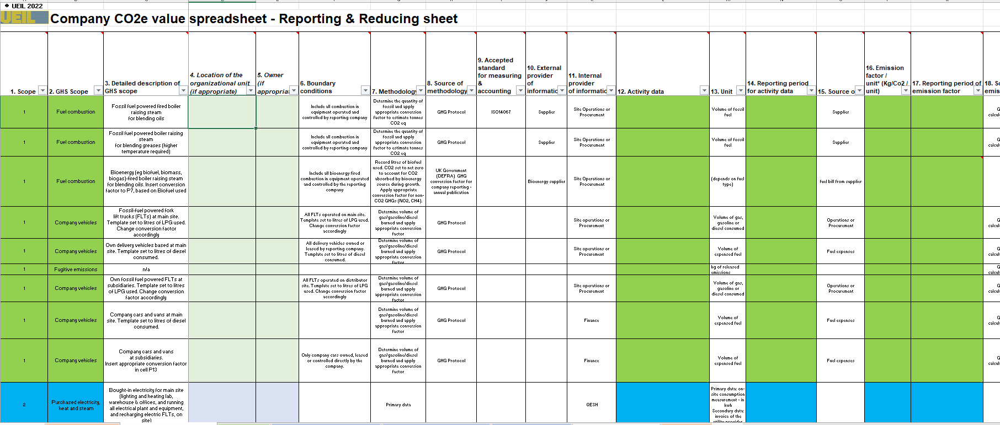 © UEIL 2022
UEIL
Company CO2e value spreadsheet - Reporting & Reducing sheet
1. Scope
2. GHS Scope
3. Detailed description of
GHS scope
4. Location of the
organizational unit
(if appropriate)
5. Owner
(if
appropriat
6. Boundary
conditions
7. Methodology
8. Source of
methodology
9. Accepted
standard
for measuring
&
accounting
10. External
provider
of
informatic
11. Internal
provider
of informatic
12. Activity data
13. Unit
14. Reporting period
for activity data
15. Source o
16. Emission
factor /
unit* (Kg/Co2 /
unit)
17. Reporting period of
emission factor
18. So
emis
1
Fuel combustion
Fossil fuel powered fired boiler
raising steam
for blending oils
Include all combustion in
equipment operated and
controlled by reporting company
Determine the quantity of
fossil and apply
appropriate conversion
factor to estimate tonnes
CO2 eq
GHG Protocol
ISO14067
Supplier
Site Operations or
Procurement
Volume of fossil
fuel
Supplier
G
calcul
1
Fuel combustion
Fossil fuel powered boiler raising
steam
for blending greases (higher
temperature required)
Include all combustion in
equipment operated and
controlled by reporting company
Determine the quantity of
fossil and apply
appropriate conversion
factor to estimate tonnes
CO2 eq
GHG Protocol
Supplier
Site Operations or
Procurement
Volume of fossil
fuel
Supplier
G
calcul
1
Fuel combustion
Bioenergy (eg biofuel, biomass,
biogas)-fired boiler raising steam
for blending oils. Insert conversion
factor to P7, based on Biofuel used
Include all bioenergy fired
combustion in equipment operated
and controlled by the reporting
company
Record litres of biofuel
used. CO2 set to net zero
to account for CO2
absorbed by bioenergy
source during growth.
Apply appropriate
conversion factor for non-
CO2 GHGs (NO2, CH4).
UK Government
(DEFRA) GHG
conversion factor for
company reporting -
annual publication
Bioenergy supplier
Site Operations or
Procurement
(depends on fuel
type)
fuel bill from supplier
1
Company vehicles
Fossil-fuel powered fork
lift trucks (FLTs) at main site.
Template set to litres of LPG used.
Change conversion factor
accordingly
All FLTs operated on main site.
Template set to litres of LPG used.
Change conversion factor
accordingly
Determine volume of
gas/gasoline/diesel
burned and apply
appropriate conversion
factor
GHG Protocol
Site operations or
Procurement
Volume of gas,
gasoline or
diesel consumed
Operations or
Procurement
G
calcul
1
Company vehicles
Own delivery vehicles based at main
site. Template set to litres of diesel
consumed.
All delivery vehicles owned or
leased by reporting company.
Template set to litres of diesel
consumed.
Determine volume of
gas/gasoline/diesel
burned and apply
appropriate conversion
factor
GHG Protocol
Site operations or
Procurement
Volume of
expensed fuel
Fuel expenses
G
calcul
1
Fugitive emissions
n/a
kg of released
emissions
G
calcul
1
Company vehicles
Own fossil fuel powered FLTs at
subsidiaries. Template set to litres
of LPG used. Change conversion
factor accordingly
All FLTs operated on distributor
site. Template set to litres of LPG
used. Change conversion factor
accordingly
Determine volume of
gas/gasoline/diesel
burned and apply
appropriate conversion
factor
GHG Protocol
Site operations or
Procurement
Volume of gas,
gasoline or
diesel consumed
Operations or
Procurement
G
calcul
1
Company vehicles
Company cars and vans at main
site. Template set to litres of diesel
consumed.
Determine volume of
gas/gasoline/diesel
burned and apply
appropriate conversion
factor
GHG Protocol
Finance
Volume of
expensed fuel
Fuel expenses
G
calcul
1
Company vehicles
Company cars and vans
at subsidiaries.
Insert appropriate conversion factor
in cell P13
Only company cars owned, leased
or controlled directly by the
company.
Determine volume of
gas/gasoline/diesel
burned and apply
appropriate conversion
factor
GHG Protocol
Finance
Volume of
expensed fuel
Fuel expenses
G
calcul
2
Purchased electricity,
heat and steam
Bought-in electricity for main site
(lighting and heating lab,
warehouse & offices, and running
all electrical plant and equipment,
and recharging electric FLTs, on
site)
Primary data
QESH
Primary data: on-
site consumption
measurement - in
kwh
Secondary data:
invoice of the
utility provider